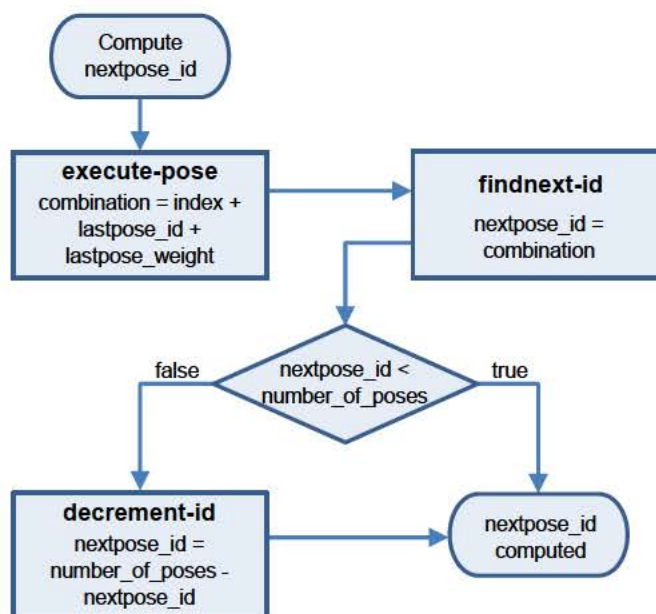 Compute
nextpose_id
execute-pose
combination = index +
lastpose_id +
lastpose_weight
findnext-id
nextpose_id =
combination
false
nextpose_id <
number_of_poses
true
decrement-id
nextpose_id =
number_of_poses -
nextpose_id
nextpose_id
computed